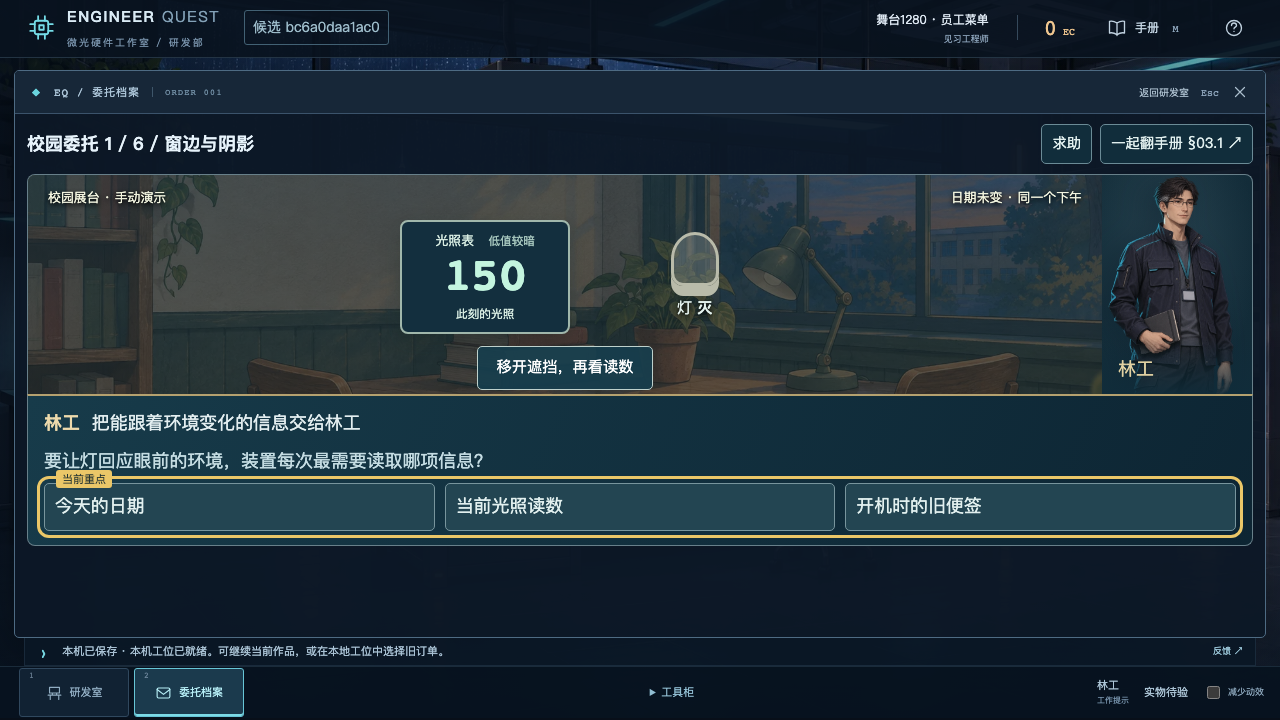 ENGINEER QUEST
微光硬件工作室 / 研发部
候选 bc6a0daa1ac0
舞台1280 · 员工菜单
见习工程师
0 EC
手册 M
EQ / 委托档案 ORDER 001
返回研发室 Esc
校园委托 1 / 6 / 窗边与阴影
求助
一起翻手册 §03.1 ↗
校园展台 · 手动演示
日期未变 · 同一个下午
光照表 低值较暗
150
此刻的光照
灯 灭
移开遮挡，再看读数
林工
林工 把能跟着环境变化的信息交给林工
要让灯回应眼前的环境，装置每次最需要读取哪项信息？
当前重点
今天的日期
当前光照读数
开机时的旧便签
本机已保存 · 本机工位已就绪。可继续当前作品，或在本地工位中选择旧订单。
反馈 ↗
1 研发室
2 委托档案
工具柜
林工
工作提示
实物待验
减少动效